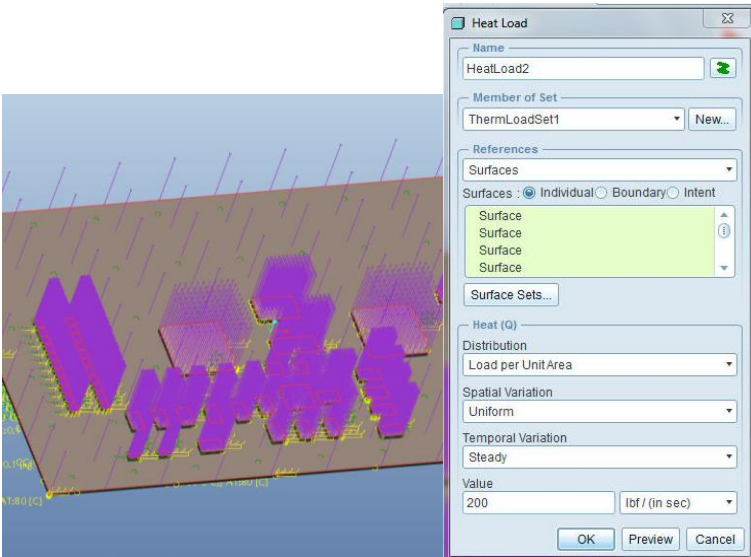 Heat Load
Name
HeatLoad2
Member of Set
ThermLoadSet1
New...
References
Surfaces
Surfaces : Individual Boundary Intent
Surface
Surface
Surface
Surface
Surface Sets...
Heat (Q)
Distribution
Load per Unit Area
Spatial Variation
Uniform
Temporal Variation
Steady
Value
200 lbf / (in sec)
OK Preview Cancel
AT:80 [C]